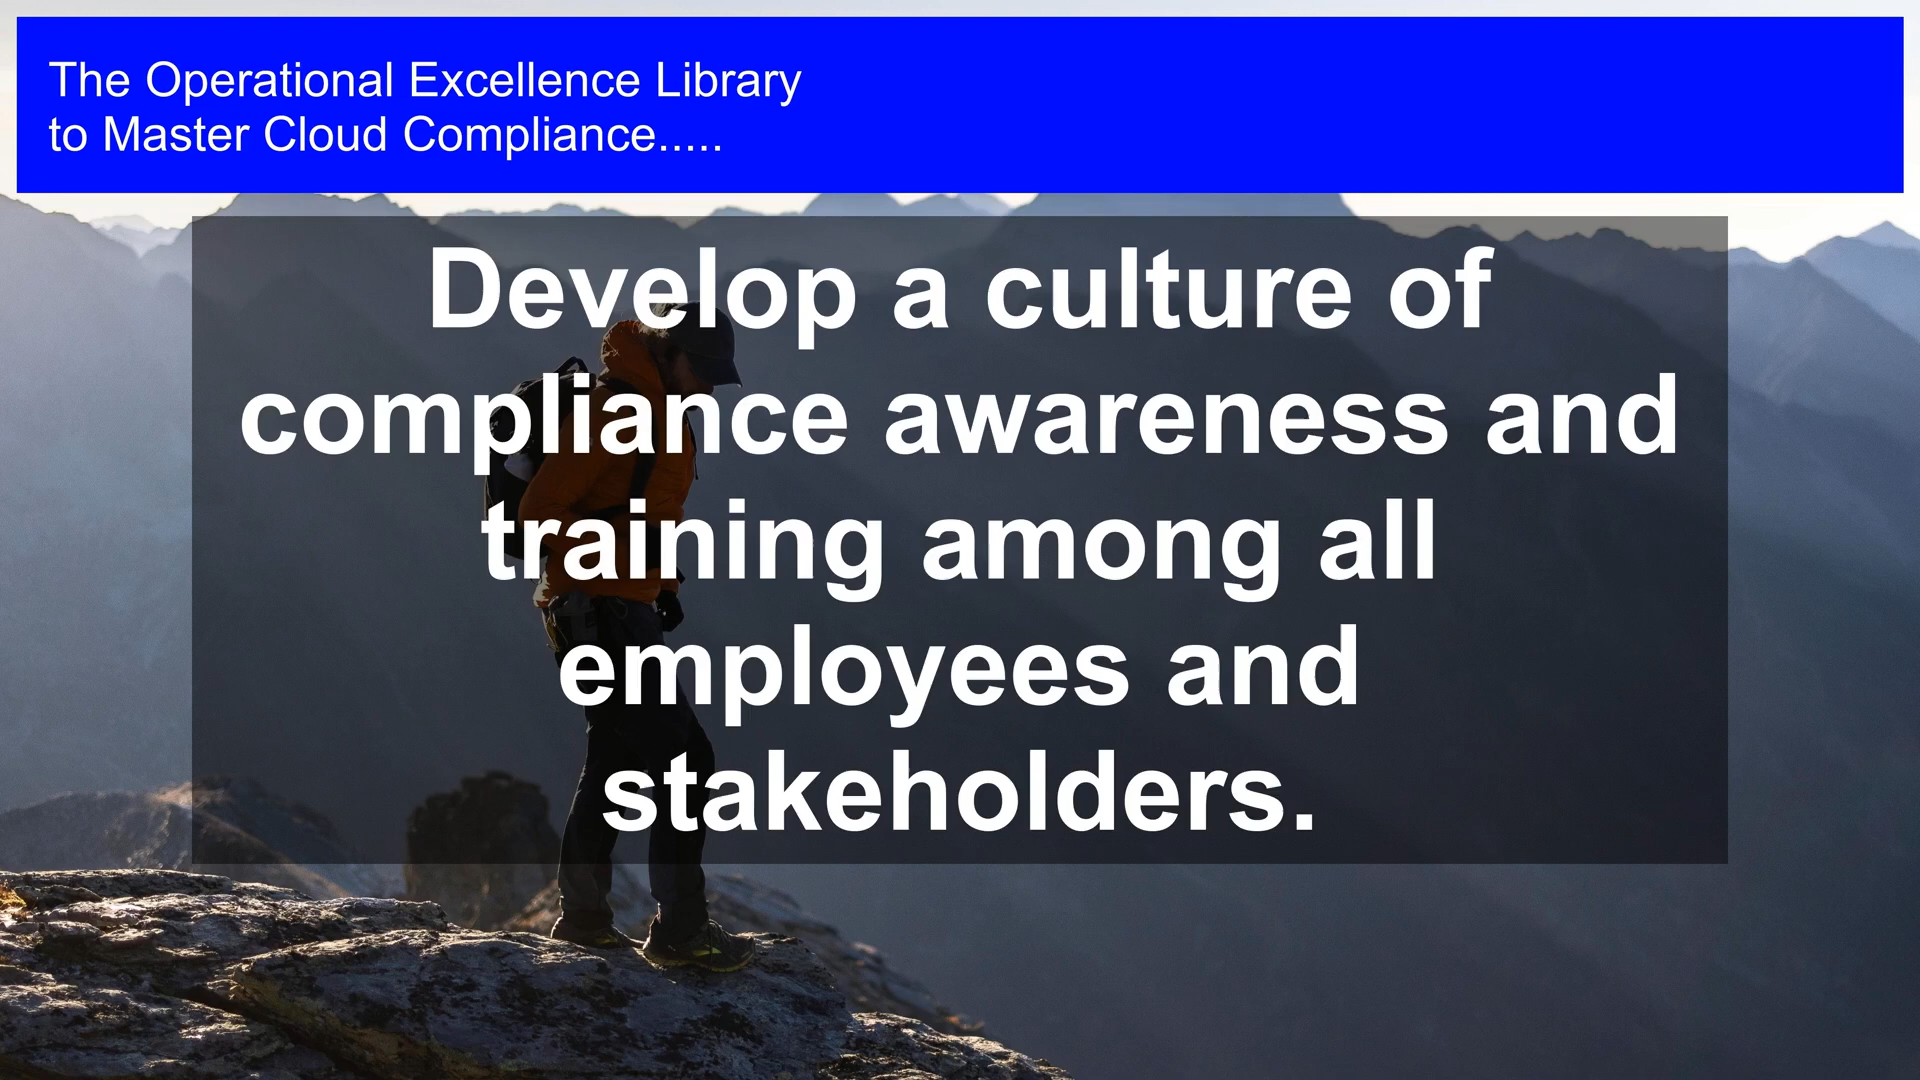 The Operational Excellence Library
to Master Cloud Compliance.....
Develop a culture of
compliance awareness and
training among all
employees and
stakeholders.